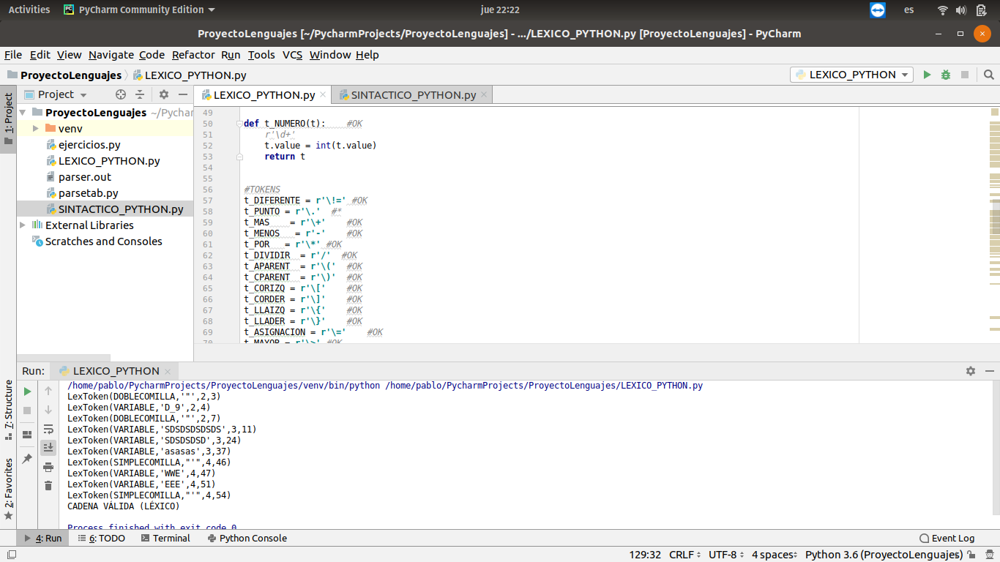 Activities PyCharm Community Edition jue 22:22 es
ProyectoLenguajes [~/PycharmProjects/ProyectoLenguajes] - .../LEXICO_PYTHON.py [ProyectoLenguajes] - PyCharm
File Edit View Navigate Code Refactor Run Tools VCS Window Help
ProyectoLenguajes LEXICO_PYTHON.py LEXICO_PYTHON
1: Project
Project
ProyectoLenguajes ~/Pychar
venv
ejercicios.py
LEXICO_PYTHON.py
parser.out
parsetab.py
SINTACTICO_PYTHON.py
External Libraries
Scratches and Consoles
LEXICO_PYTHON.py SINTACTICO_PYTHON.py
49
50 def t_NUMERO(t):    #OK
51     r'\d+'
52     t.value = int(t.value)
53     return t
54
55
56 #TOKENS
57 t_DIFERENTE = r'\!=' #OK
58 t_PUNTO = r'\.'  #*
59 t_MAS    = r'\+'    #OK
60 t_MENOS   = r'-'    #OK
61 t_POR   = r'\*' #OK
62 t_DIVIDIR  = r'/'  #OK
63 t_APARENT  = r'\('  #OK
64 t_CPARENT  = r'\)'  #OK
65 t_CORIZQ = r'\['    #OK
66 t_CORDER = r'\]'    #OK
67 t_LLAIZQ = r'\{'    #OK
68 t_LLADER = r'\}'    #OK
69 t_ASIGNACION = r'\='    #OK
70 t_MAYOR = r'\>' #OK
Run: LEXICO_PYTHON
/home/pablo/PycharmProjects/ProyectoLenguajes/venv/bin/python /home/pablo/PycharmProjects/ProyectoLenguajes/LEXICO_PYTHON.py
LexToken(DOBLECOMILLA,'"',2,3)
LexToken(VARIABLE,'D_9',2,4)
LexToken(DOBLECOMILLA,'"',2,7)
LexToken(VARIABLE,'SDSDSDSDSDS',3,11)
LexToken(VARIABLE,'SDSDSDSD',3,24)
LexToken(VARIABLE,'asasas',3,37)
LexToken(SIMPLECOMILLA,"'",4,46)
LexToken(VARIABLE,'WWE',4,47)
LexToken(VARIABLE,'EEE',4,51)
LexToken(SIMPLECOMILLA,"'",4,54)
CADENA VÁLIDA (LÉXICO)
Process finished with exit code 0
7: Structure
2: Favorites
4: Run 6: TODO Terminal Python Console Event Log
129:32 CRLF UTF-8 4 spaces Python 3.6 (ProyectoLenguajes)